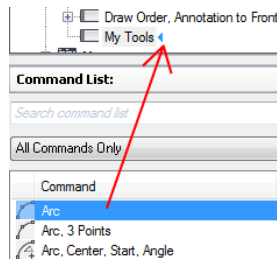 Draw Order, Annotation to Front
My Tools
Command List:
Search command list
All Commands Only
Command
Arc
Arc, 3 Points
Arc, Center, Start, Angle